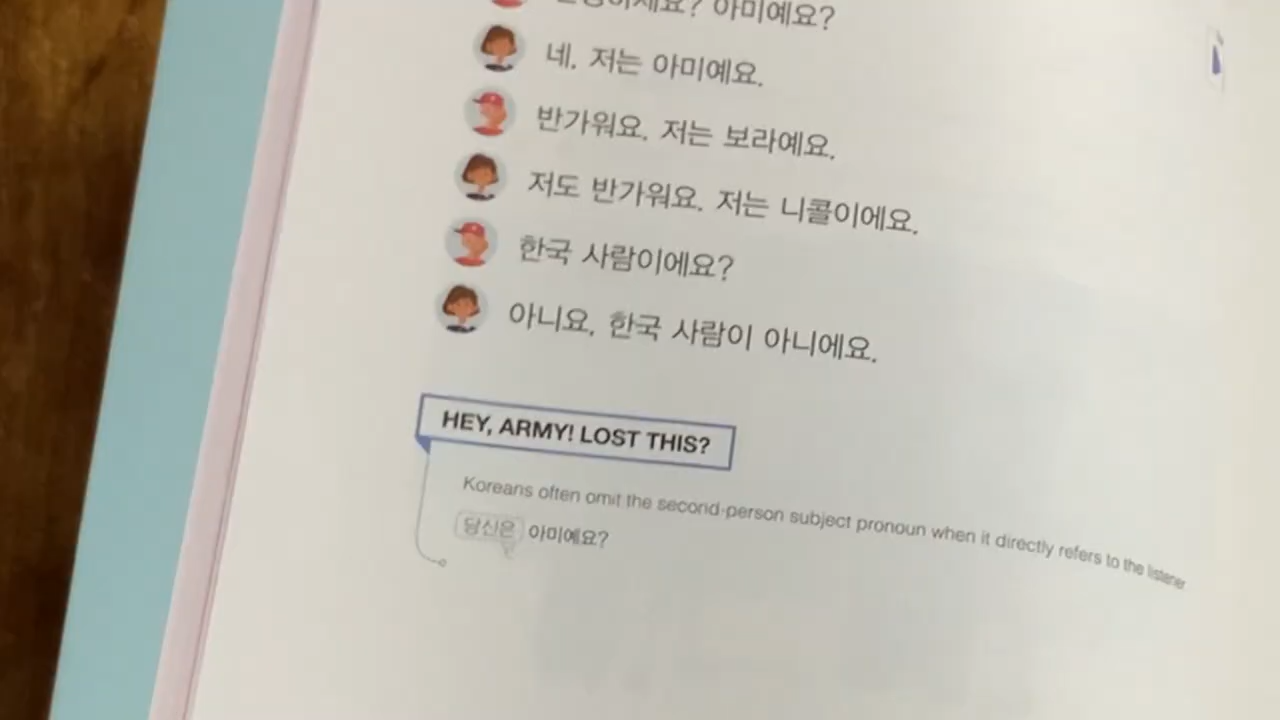 아미예요?
네, 저는 아미예요.
반가워요. 저는 보라예요.
저도 반가워요. 저는 니콜이에요.
한국 사람이에요?
아니요, 한국 사람이 아니에요.
HEY, ARMY! LOST THIS?
Koreans often omit the second-person subject pronoun when it directly refers to the listener
당신은 아미예요?